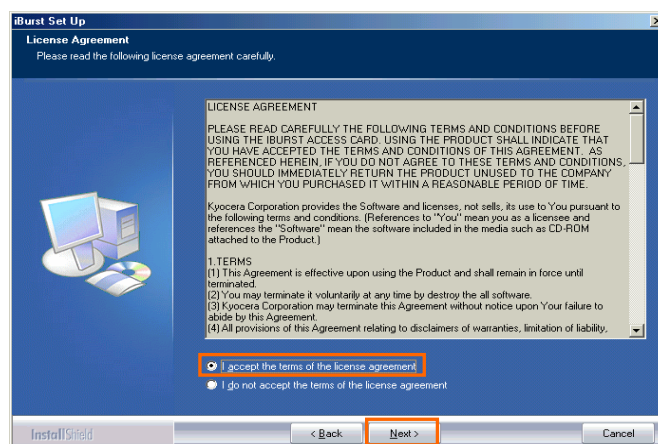 iBurst Set Up
License Agreement
Please read the following license agreement carefully.
LICENSE AGREEMENT
PLEASE READ CAREFULLY THE FOLLOWING TERMS AND CONDITIONS BEFORE
USING THE IBURST ACCESS CARD. USING THE PRODUCT SHALL INDICATE THAT
YOU HAVE ACCEPTED THE TERMS AND CONDITIONS OF THIS AGREEMENT. AS
REFERENCED HEREIN, IF YOU DO NOT AGREE TO THESE TERMS AND CONDITIONS,
YOU SHOULD IMMEDIATELY RETURN THE PRODUCT UNUSED TO THE COMPANY
FROM WHICH YOU PURCHASED IT WITHIN A REASONABLE PERIOD OF TIME.
Kyocera Corporation provides the Software and licenses, not sells, its use to You pursuant to
the following terms and conditions. (References to "You" mean you as a licensee and
references the "Software" mean the software included in the media such as CD-ROM
attached to the Product.)
1.TERMS
(1) This Agreement is effective upon using the Product and shall remain in force until
terminated.
(2) You may terminate it voluntarily at any time by destroy the all software.
(3) Kyocera Corporation may terminate this Agreement without notice upon Your failure to
abide by this Agreement.
(4) All provisions of this Agreement relating to disclaimers of warranties, limitation of liability,
I accept the terms of the license agreement
I do not accept the terms of the license agreement
InstallShield
< Back
Next >
Cancel